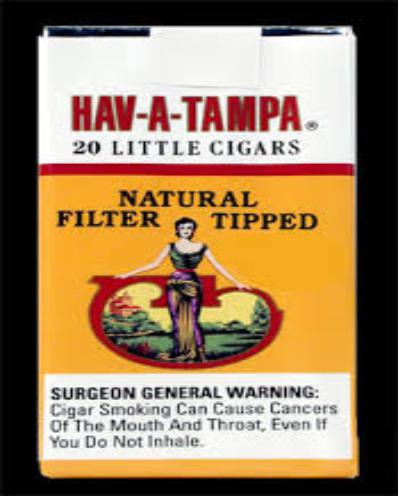 HAV-A-TAMPA®
20 LITTLE CIGARS
NATURAL
FILTER TIPPED
SURGEON GENERAL WARNING:
Cigar Smoking Can Cause Cancers
Of The Mouth And Throat, Even If
You Do Not Inhale.